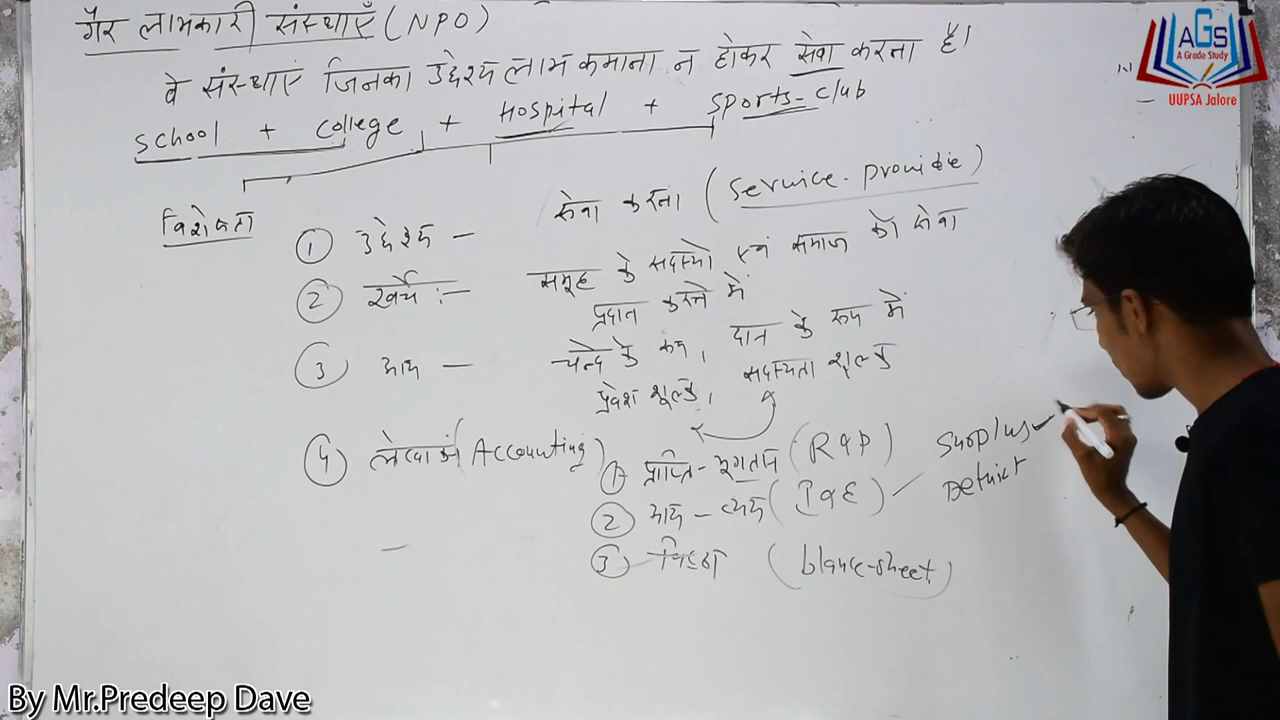 गैर लाभकारी संस्थाएँ (NPO)
वे संस्थाएं जिनका उद्देश्य लाभ कमाना न होकर सेवा करना है।
School + College + Hospital + Sports-Club
विशेषता
① उद्देश्य - सेवा करना (Service-provide)
② खर्च :- समूह के सदस्यों एवं समाज को सेवा
प्रदान करने में
③ आय - चन्दे के रूप, दान के रूप में
प्रवेश शुल्क, सदस्यता शुल्क
④ लेखांकन (Accounting) ① प्राप्ति-भुगतान (R&P)
② आय-व्यय (I&E) - Surplus
Deficit
③ चिट्ठा (blance-sheet)
AGS
A Grade Study
UUPSA Jalore
By Mr.Predeep Dave